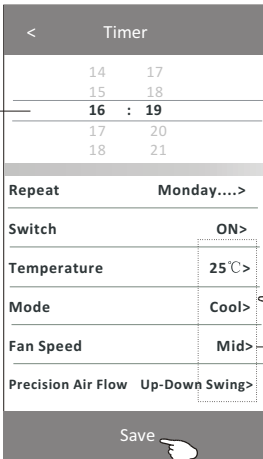 < Timer
14 17
15 18
16 : 19
17 20
18 21
Repeat Monday....>
Switch ON>
Temperature 25℃>
Mode Cool>
Fan Speed Mid>
Precision Air Flow Up-Down Swing>
Save